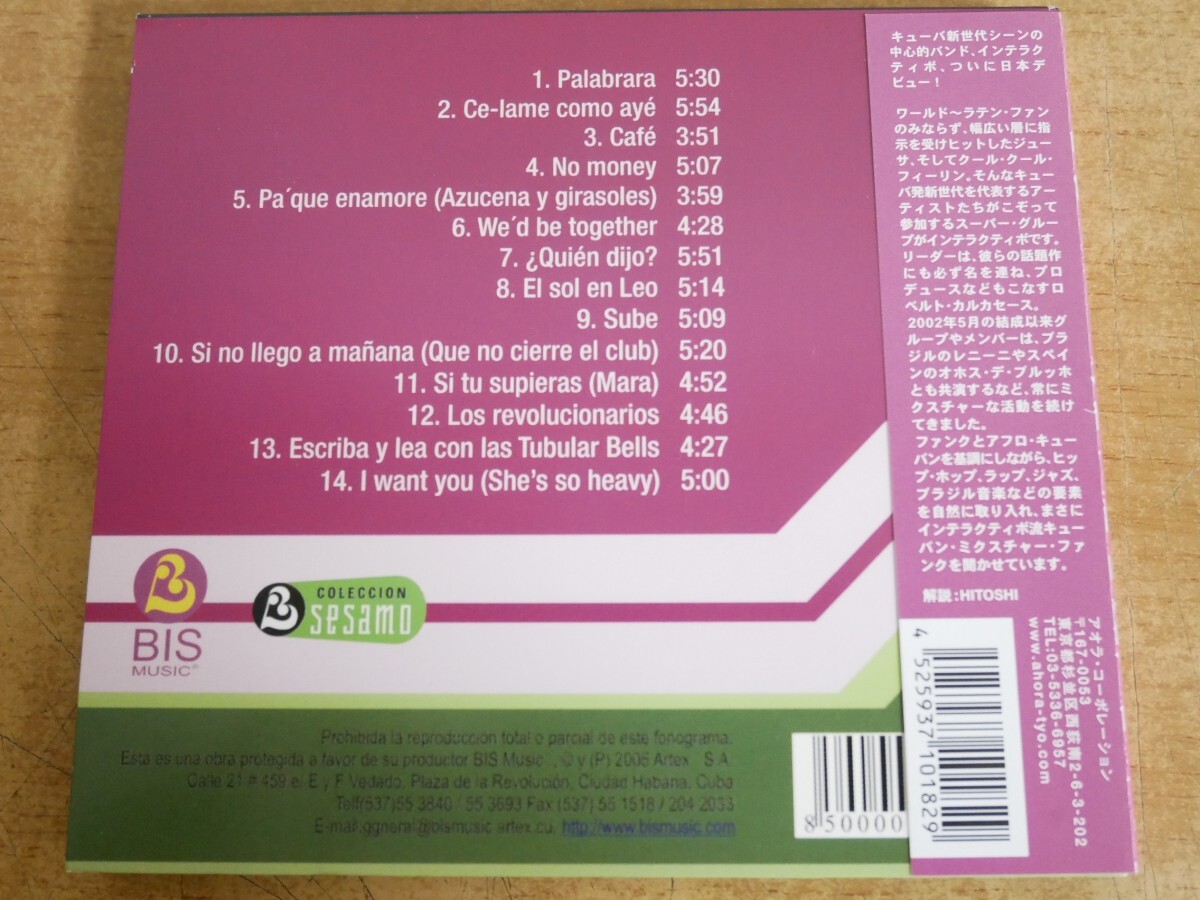 1. Palabrara 5:30
2. Ce-lame como ayé 5:54
3. Café 3:51
4. No money 5:07
5. Pa´que enamore (Azucena y girasoles) 3:59
6. We´d be together 4:28
7. ¿Quién dijo? 5:51
8. El sol en Leo 5:14
9. Sube 5:09
10. Si no llego a mañana (Que no cierre el club) 5:20
11. Si tu supieras (Mara) 4:52
12. Los revolucionarios 4:46
13. Escriba y lea con las Tubular Bells 4:27
14. I want you (She's so heavy) 5:00
BIS
MUSIC
COLECCION
sesamo
Prohibida la reproducción total o parcial de este fonograma.
Esta es una obra protegida a favor de su productor BIS Music , © y (P) 2005 Artex S.A.
Calle 21 # 459 e/ E y F Vedado, Plaza de la Revolución, Ciudad Habana, Cuba
Telf(537)55 3840 / 55 3693 Fax (537) 55 1518 / 204 2033
E-mail:ggneral@bismusic.artex.cu, http://www.bismusic.com
8 50000
キューバ新世代シーンの
中心的バンド、インテラク
ティボ、ついに日本デ
ビュー！
ワールド〜ラテン・ファン
のみならず、幅広い層に指
示を受けヒットしたジュー
サ、そしてクール・クール・
フィーリン。そんなキュー
バ発新世代を代表するアー
ティストたちがこぞって
参加するスーパー・グルー
プがインテラクティボです。
リーダーは、彼らの話題作
にも必ず名を連ね、プロ
デュースなどもこなすロ
ベルト・カルカセース。
2002年5月の結成以来グ
ループやメンバーは、ブラ
ジルのレニーニやスペイ
ンのオホス・デ・ブルッホ
とも共演するなど、常にミ
クスチャーな活動を続け
てきました。
ファンクとアフロ・キュー
バンを基調にしながら、ヒッ
プ・ホップ、ラップ、ジャズ、
ブラジル音楽などの要素
を自然に取り入れ、まさに
インテラクティボ流キュー
バン・ミクスチャー・ファ
ンクを聞かせています。
解説:HITOSHI
アオラ・コーポレーション
〒167-0053
東京都杉並区西荻南2-6-3-202
TEL:03-5336-6957
www.ahora-tyo.com
4 525937 101829